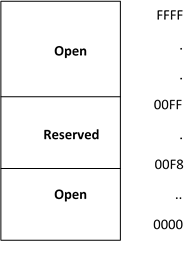 FFFF
Open
.
.
00FF
Reserved
.
00F8
Open
..
0000